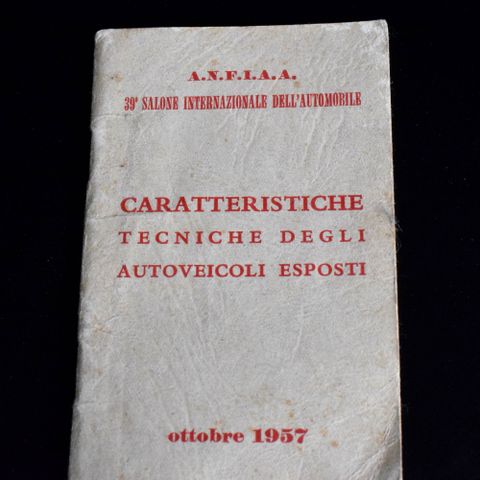 A.N.F.I.A.A.
39° SALONE INTERNAZIONALE DELL'AUTOMOBILE
CARATTERISTICHE
TECNICHE DEGLI
AUTOVEICOLI ESPOSTI
ottobre 1957